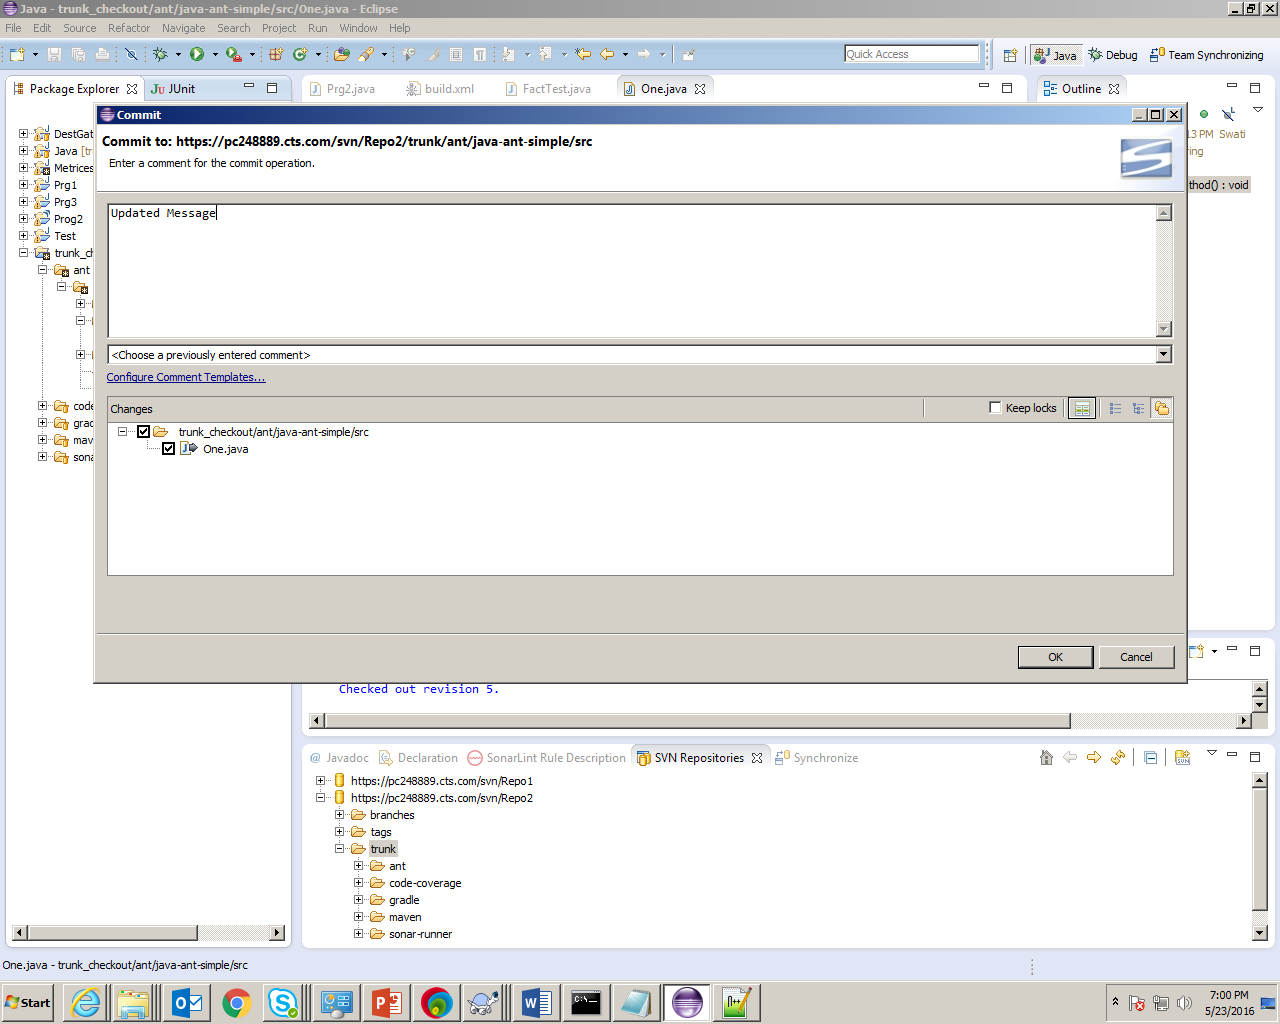 Java - trunk_checkout/ant/java-ant-simple/src/One.java - Eclipse
File Edit Source Refactor Navigate Search Project Run Window Help
Quick Access Java Debug Team Synchronizing
Package Explorer JUnit Prg2.java build.xml FactTest.java One.java Outline
Commit
Commit to: https://pc248889.cts.com/svn/Repo2/trunk/ant/java-ant-simple/src
Enter a comment for the commit operation.
Updated Message
<Choose a previously entered comment>
Configure Comment Templates...
Changes Keep locks
trunk_checkout/ant/java-ant-simple/src
One.java
OK Cancel
DestGat
Java [tr
Metrices
Prg1
Prg3
Prog2
Test
trunk_ch
ant
code
grad
mav
sona
13 PM Swati
ring
thod() : void
Checked out revision 5.
Javadoc Declaration SonarLint Rule Description SVN Repositories Synchronize
https://pc248889.cts.com/svn/Repo1
https://pc248889.cts.com/svn/Repo2
branches
tags
trunk
ant
code-coverage
gradle
maven
sonar-runner
One.java - trunk_checkout/ant/java-ant-simple/src
Start
7:00 PM
5/23/2016